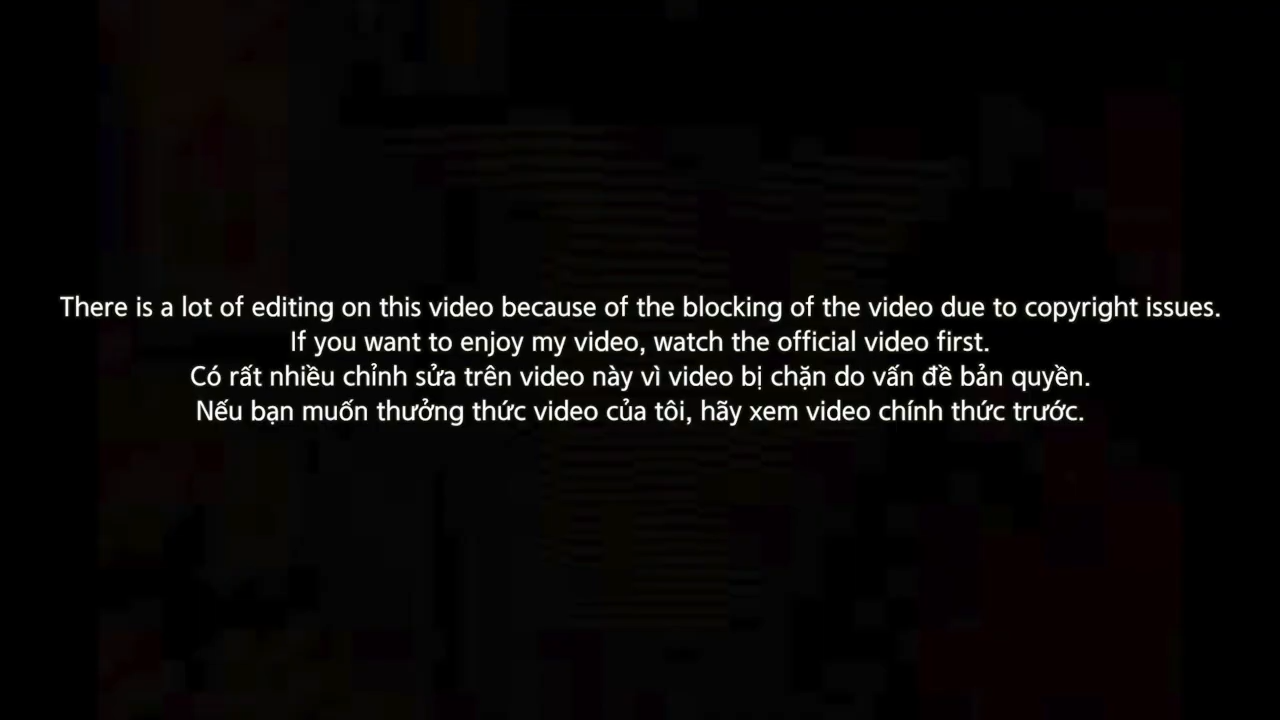 There is a lot of editing on this video because of the blocking of the video due to copyright issues.
If you want to enjoy my video, watch the official video first.
Có rất nhiều chỉnh sửa trên video này vì video bị chặn do vấn đề bản quyền.
Nếu bạn muốn thưởng thức video của tôi, hãy xem video chính thức trước.